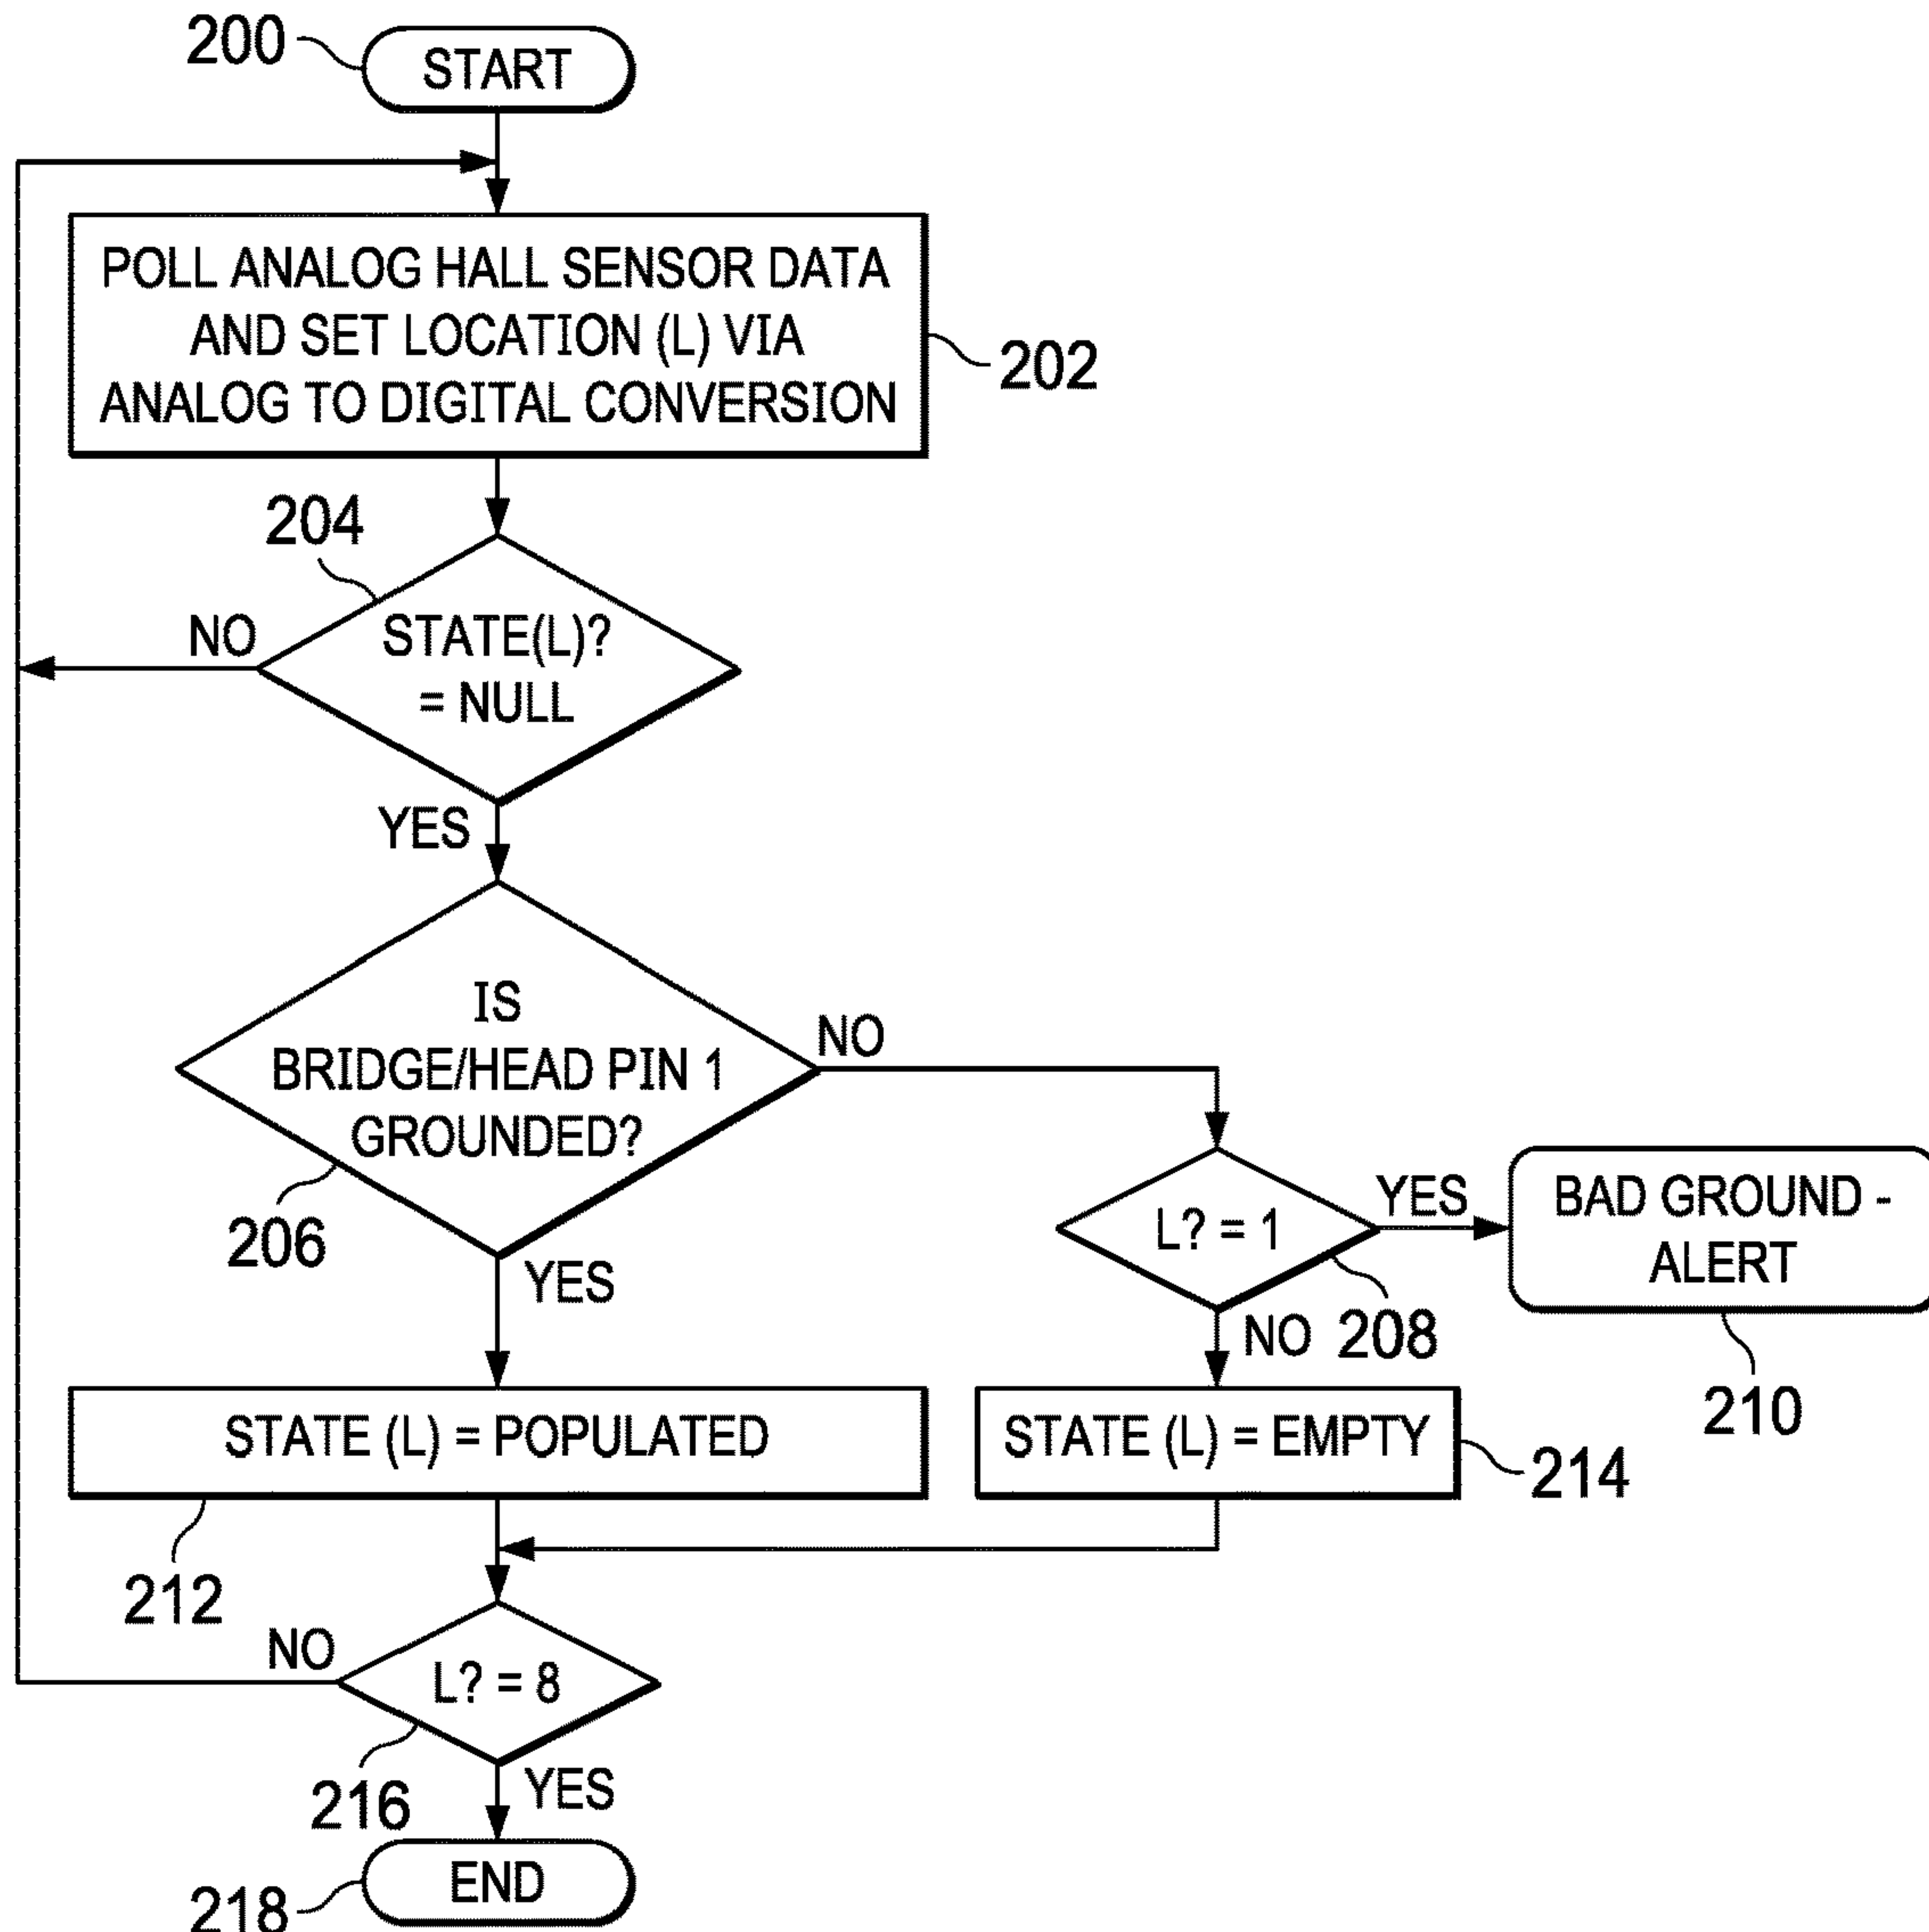 200
START
POLL ANALOG HALL SENSOR DATA
AND SET LOCATION (L) VIA
ANALOG TO DIGITAL CONVERSION
202
204
NO
STATE(L)?
= NULL
YES
IS
BRIDGE/HEAD PIN 1
GROUNDED?
NO
206
YES
L? = 1
YES
BAD GROUND -
ALERT
NO
208
210
STATE (L) = POPULATED
STATE (L) = EMPTY
214
212
NO
L? = 8
216
YES
END
218